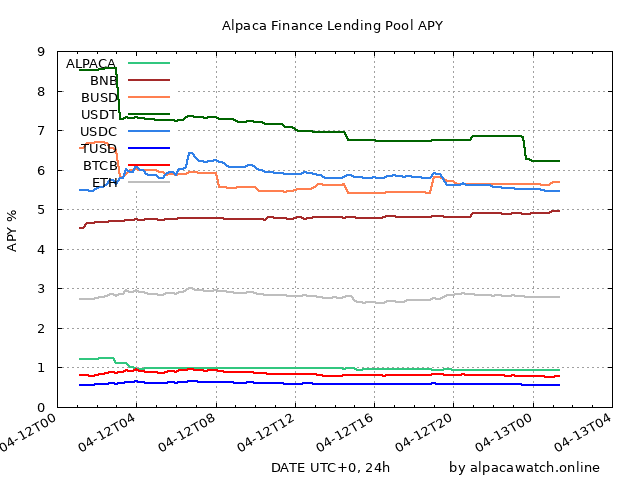 Alpaca Finance Lending Pool APY
9
8
7
6
5
4
3
2
1
0
APY %
ALPACA
BNB
BUSD
USDT
USDC
TUSD
BTCB
ETH
04-12T00
04-12T04
04-12T08
04-12T12
04-12T16
04-12T20
04-13T00
04-13T04
DATE UTC+0, 24h
by alpacawatch.online